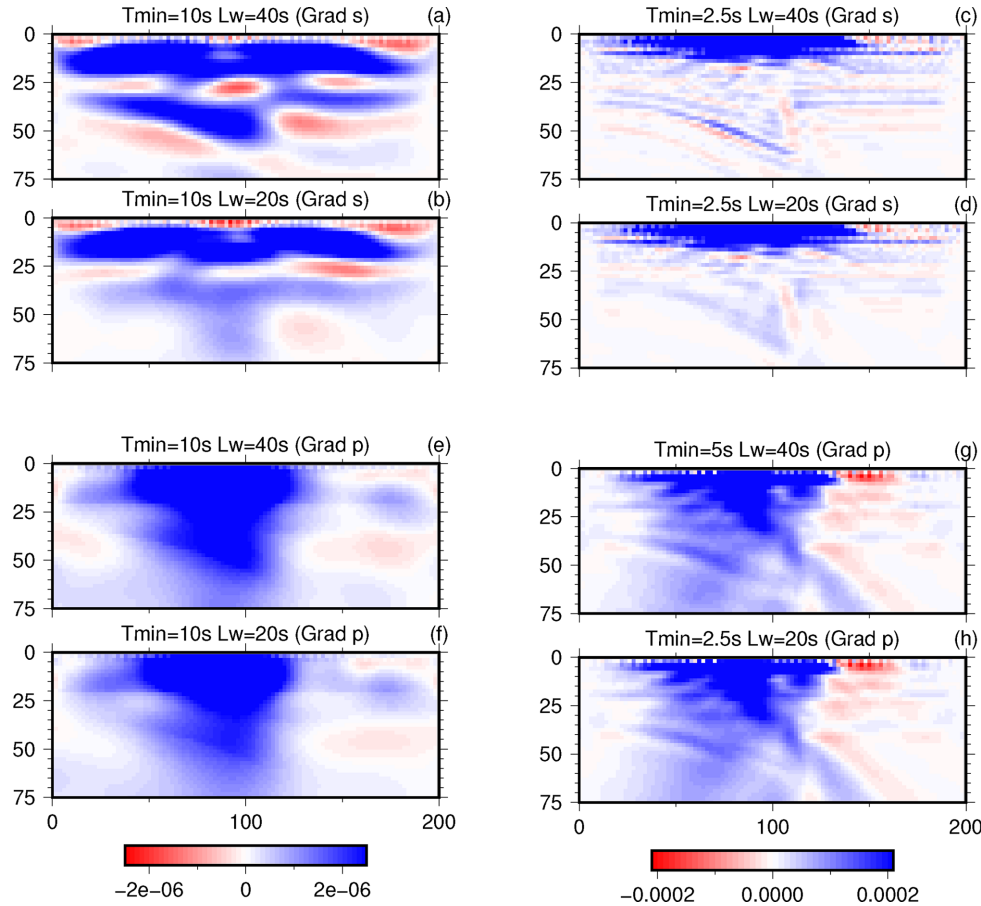 Tmin=10s Lw=40s (Grad s) (a)
0
25
50
75
Tmin=10s Lw=20s (Grad s) (b)
0
25
50
75
Tmin=2.5s Lw=40s (Grad s) (c)
0
25
50
75
Tmin=2.5s Lw=20s (Grad s) (d)
0
25
50
75
Tmin=10s Lw=40s (Grad p) (e)
0
25
50
75
Tmin=10s Lw=20s (Grad p) (f)
0
25
50
75
0 100 200
−2e−06 0 2e−06
Tmin=5s Lw=40s (Grad p) (g)
0
25
50
75
Tmin=2.5s Lw=20s (Grad p) (h)
0
25
50
75
0 100 200
−0.0002 0.0000 0.0002